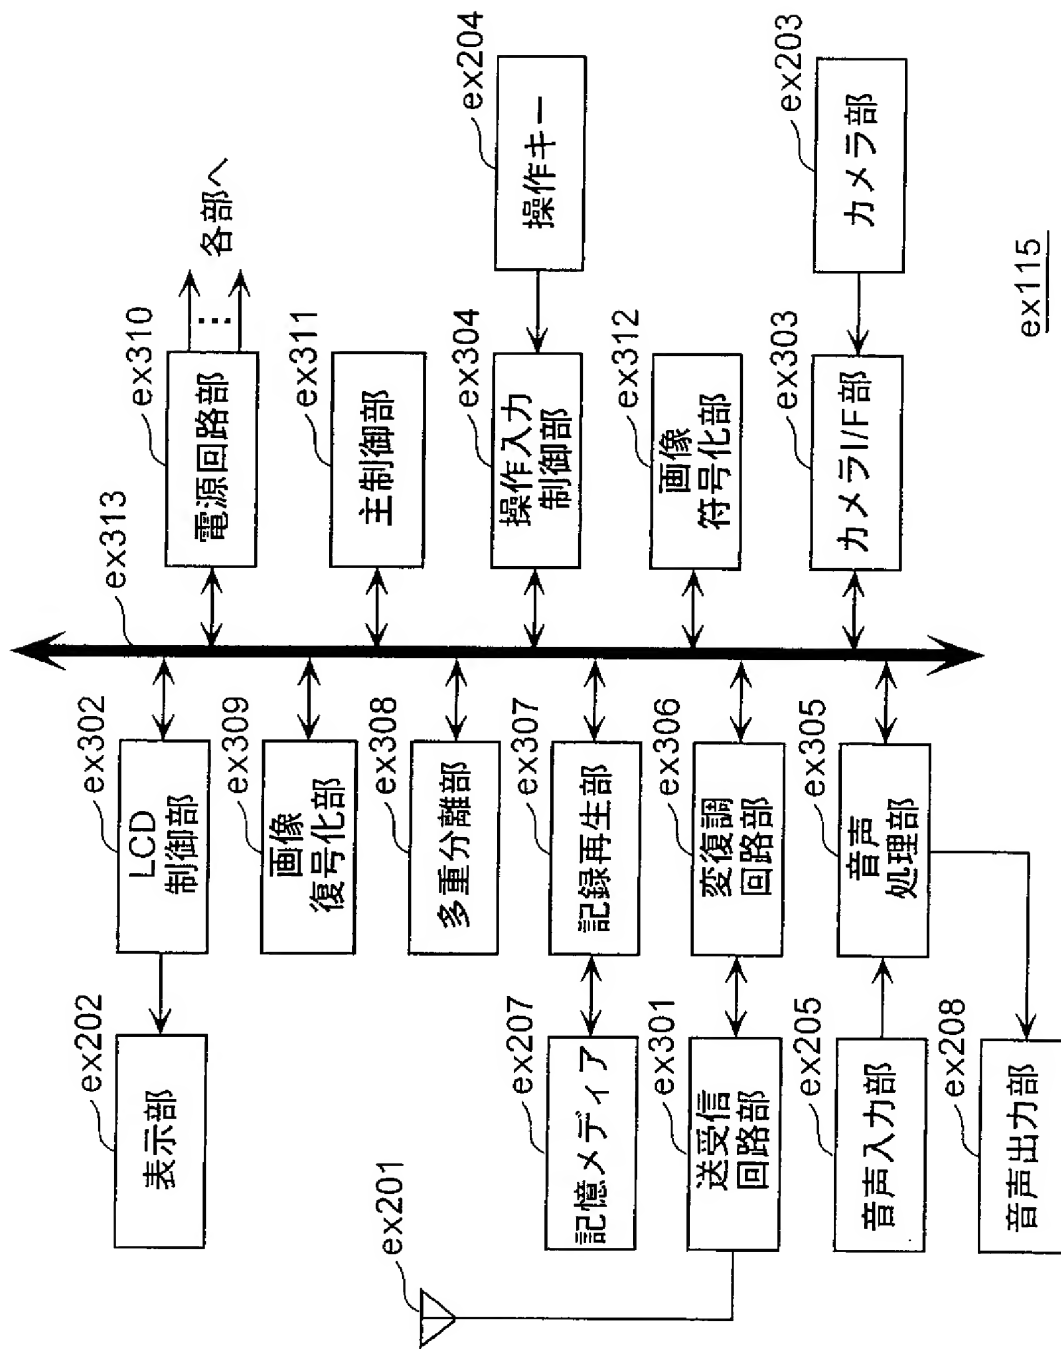 ex313
ex202
ex302
ex310
表示部
LCD
制御部
電源回路部
各部へ
…
ex309
ex311
画像
復号化部
主制御部
ex201
ex308
ex304
ex204
多重分離部
操作入力
制御部
操作キー
ex207
ex307
ex312
記憶メディア
記録再生部
画像
符号化部
ex301
ex306
ex303
ex203
送受信
回路部
変復調
回路部
カメラI/F部
カメラ部
ex205
ex305
音声入力部
音声
処理部
ex208
音声出力部
ex115